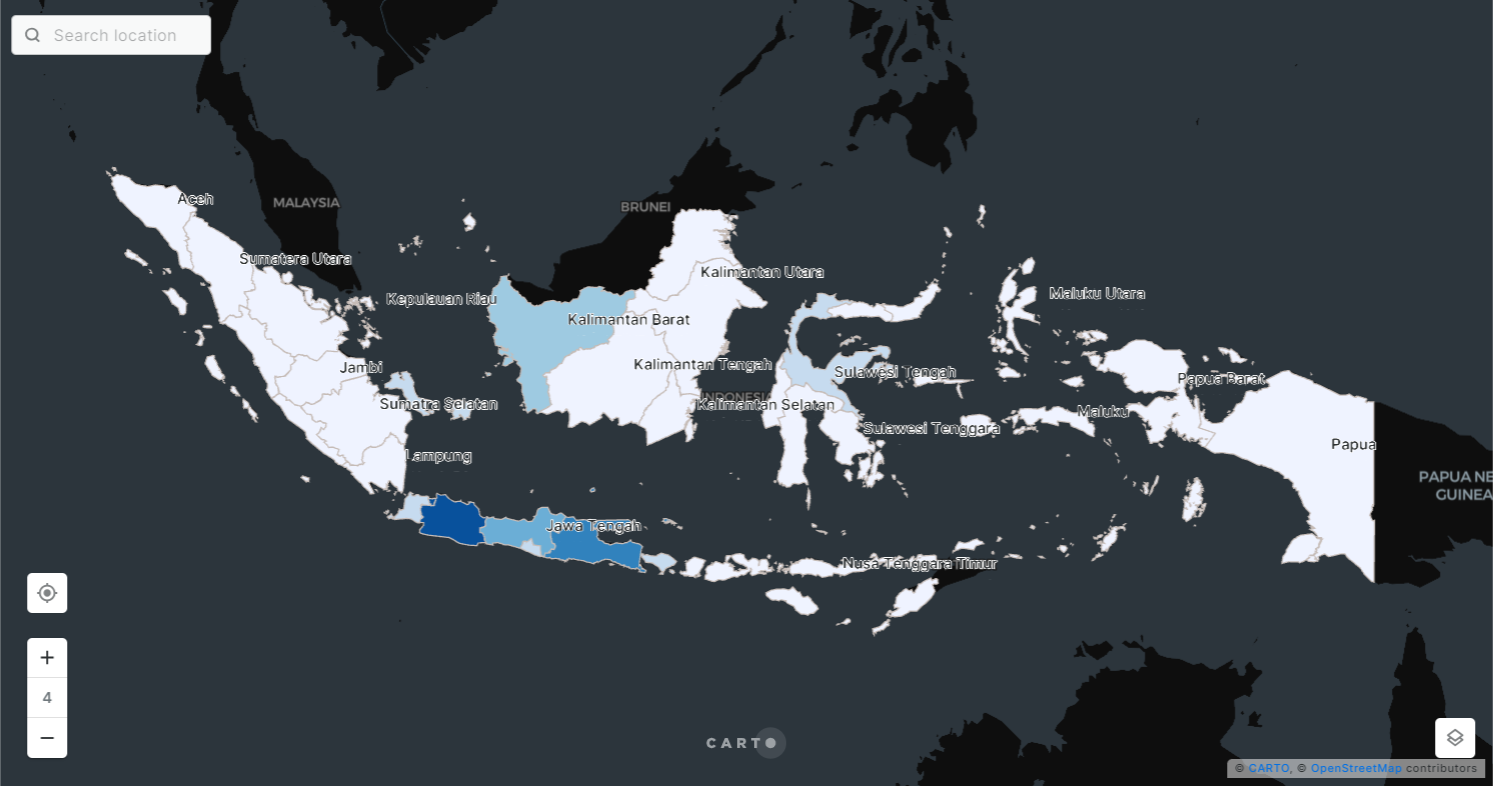 Search location
Aceh
MALAYSIA
BRUNEI
Sumatera Utara
Kalimantan Utara
Kepulauan Riau
Maluku Utara
Kalimantan Barat
Jambi
Kalimantan Tengah
Sulawesi Tengah
Papua Barat
INDONESIA
Sumatra Selatan
Kalimantan Selatan
Maluku
Sulawesi Tenggara
Papua
Lampung
PAPUA NE
GUINEA
Jawa Tengah
Nusa Tenggara Timur
+
4
−
CARTO
© CARTO, © OpenStreetMap contributors